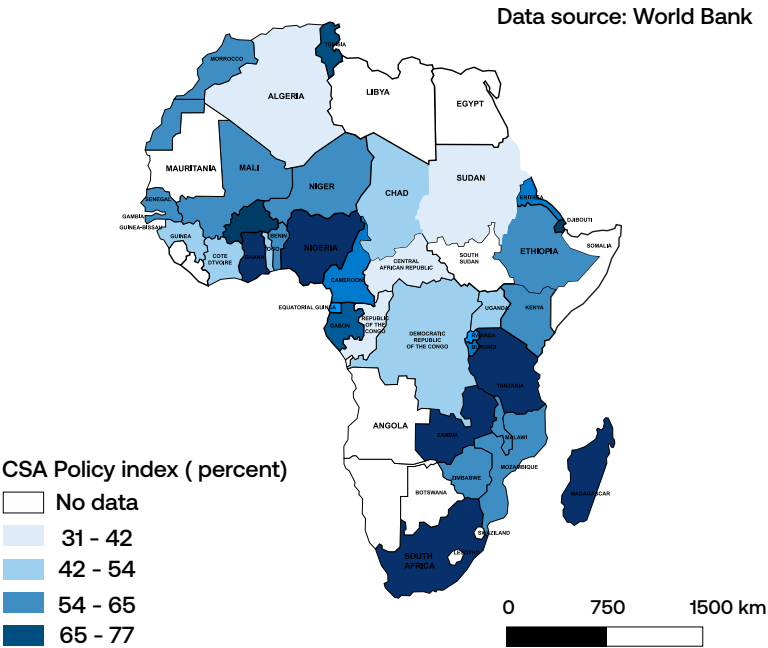 Data source: World Bank
TUNISIA
MORROCCO
ALGERIA
LIBYA
EGYPT
MAURITANIA
MALI
NIGER
CHAD
SUDAN
ERITREA
SENEGAL
GAMBIA
GUINEA-BISSAU
GUINEA
COTE
D'TVOIRE
GHANA
TOGO
BENIN
NIGERIA
DJIBOUTI
SOMALIA
ETHIOPIA
SOUTH
SUDAN
CENTRAL
AFRICAN REPUBLIC
CAMEROON
EQUATORIAL GUINEA
GABON
REPUBLIC
OF THE
CONGO
DEMOCRATIC
REPUBLIC
OF THE CONGO
UGANDA
KENYA
RWANDA
BURUNDI
TANZANIA
ANGOLA
ZAMBIA
MALAWI
MOZAMBIQUE
ZIMBABWE
BOTSWANA
MADAGASCAR
SWAZILAND
LESOTHO
SOUTH
AFRICA
CSA Policy index ( percent)
No data
31 - 42
42 - 54
54 - 65
65 - 77
0 750 1500 km